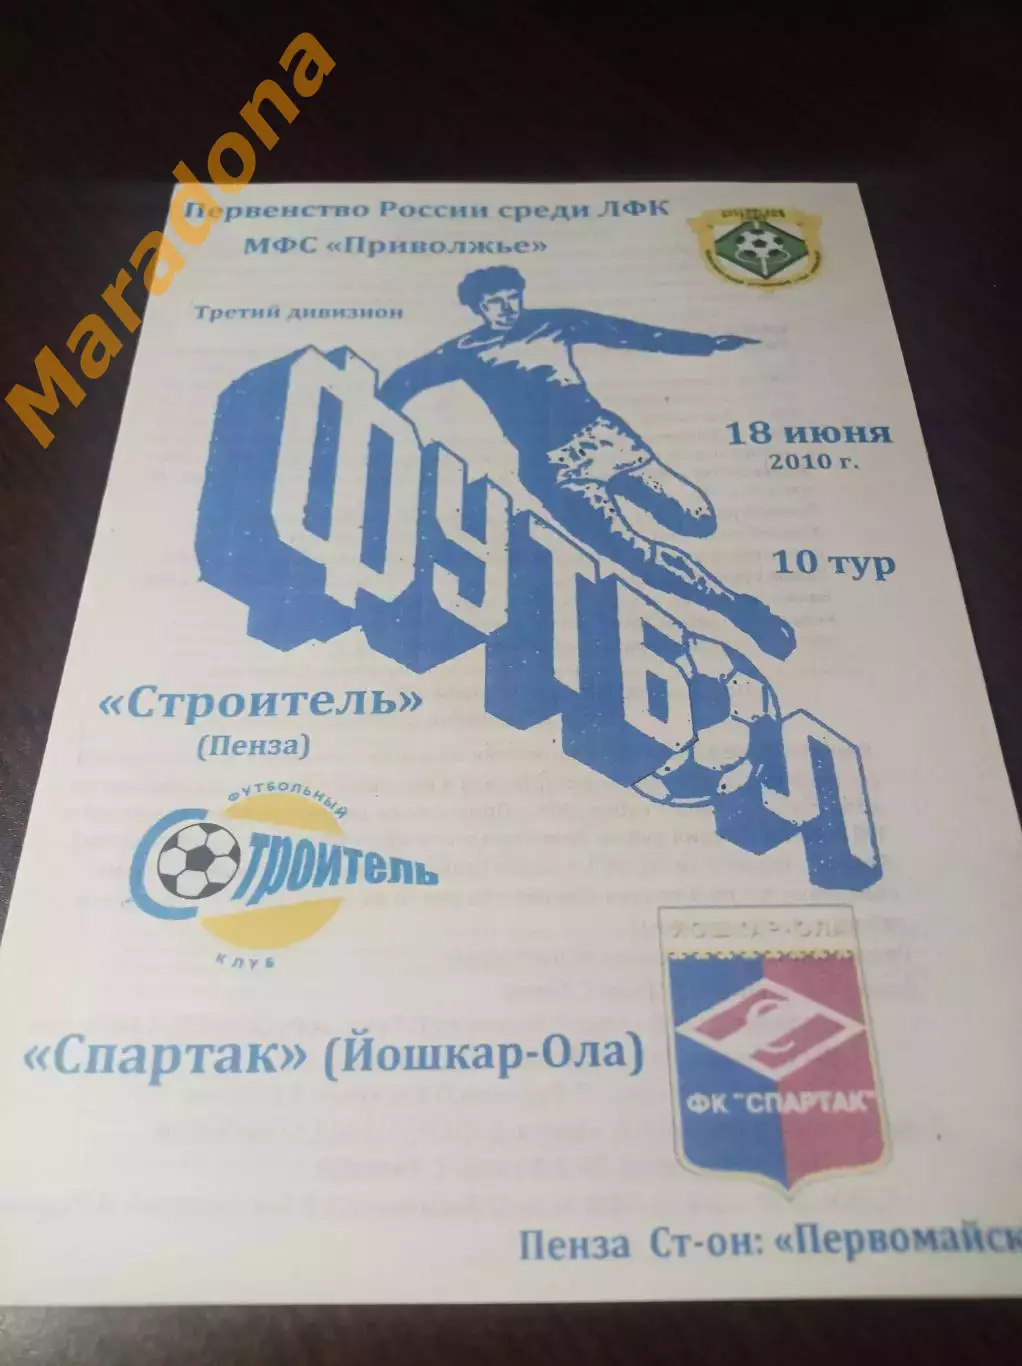 Maradona
Первенство России среди ЛФК
МФС «Приволжье»
Третий дивизион
ФУТБОЛ
18 июня
2010 г.
10 тур
«Строитель»
(Пенза)
ФУТБОЛЬНЫЙ
Строитель
КЛУБ
ЙОШКАР-ОЛА
«Спартак» (Йошкар-Ола)
ФК "СПАРТАК"
Пенза Ст-он: «Первомайск